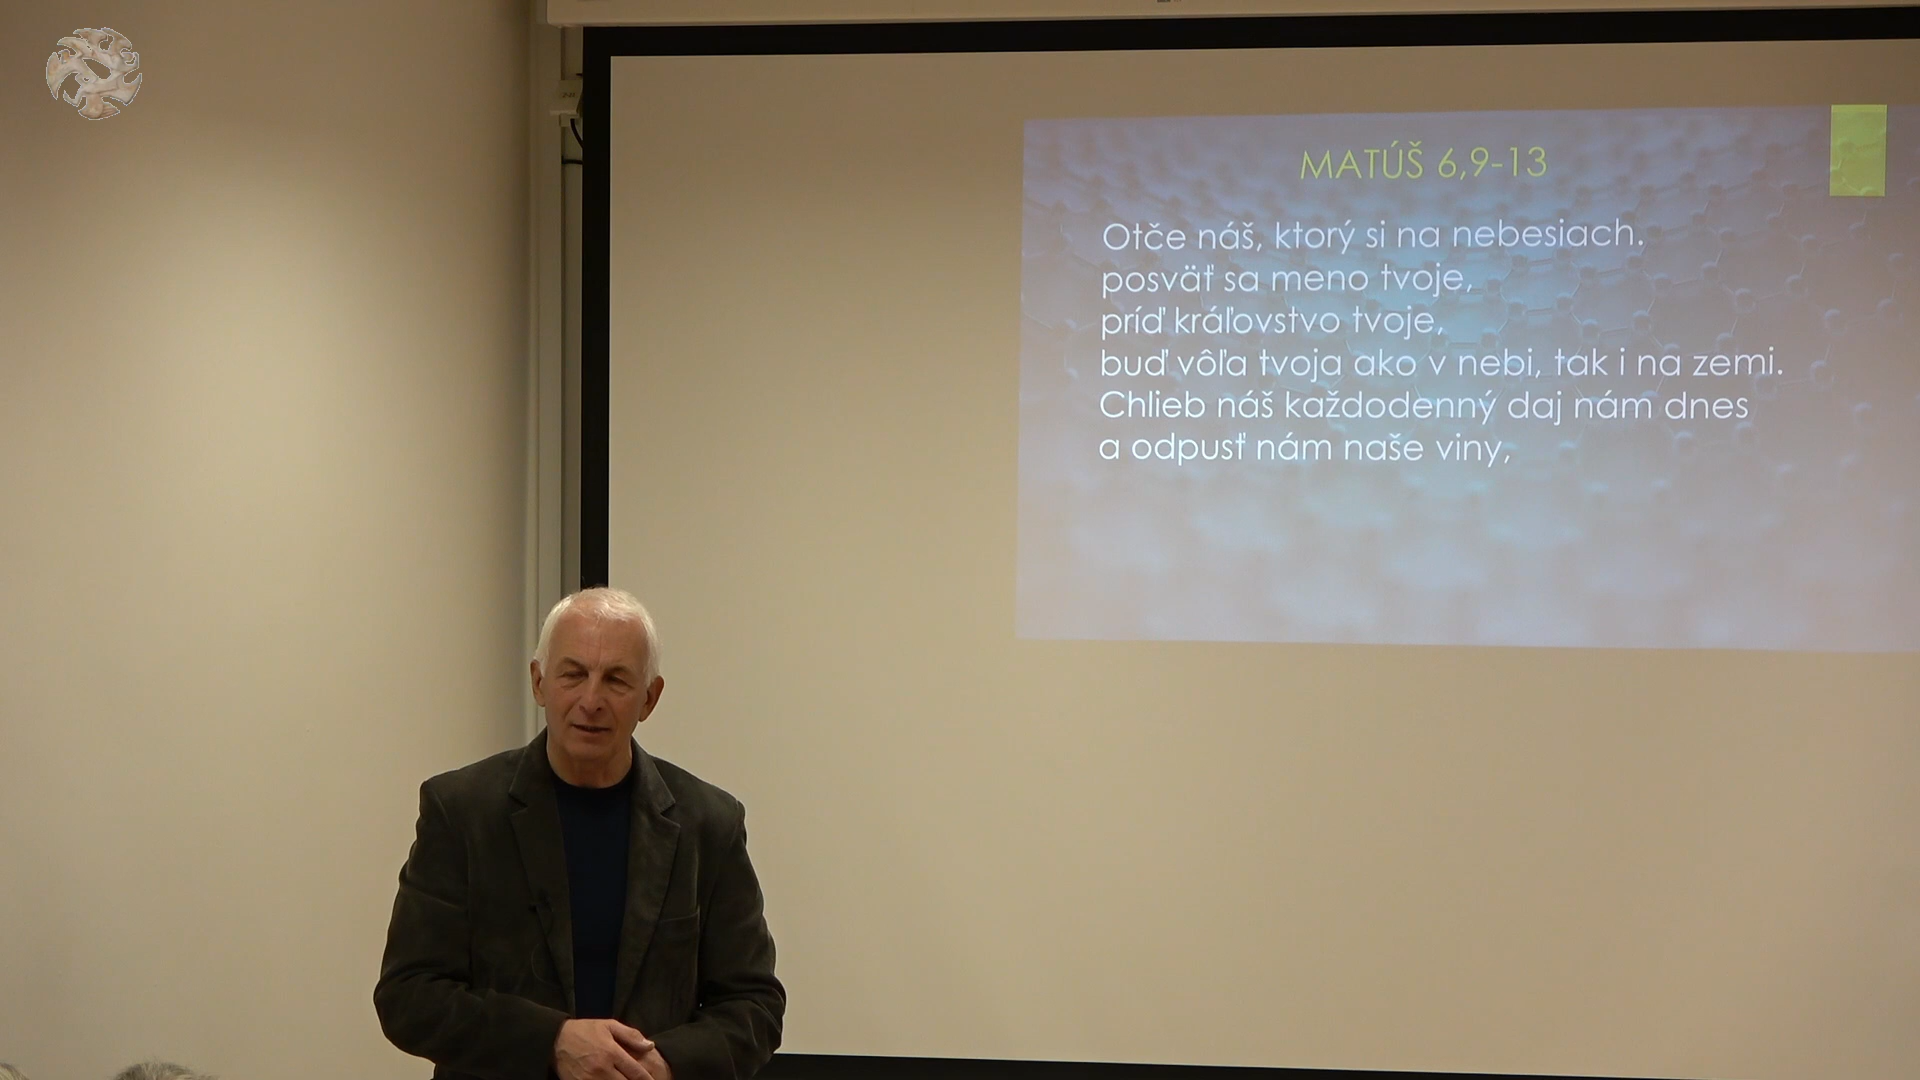 MATÚŠ 6,9-13
Otče náš, ktorý si na nebesiach.
posväť sa meno tvoje,
príď kráľovstvo tvoje,
buď vôľa tvoja ako v nebi, tak i na zemi.
Chlieb náš každodenný daj nám dnes
a odpusť nám naše viny,